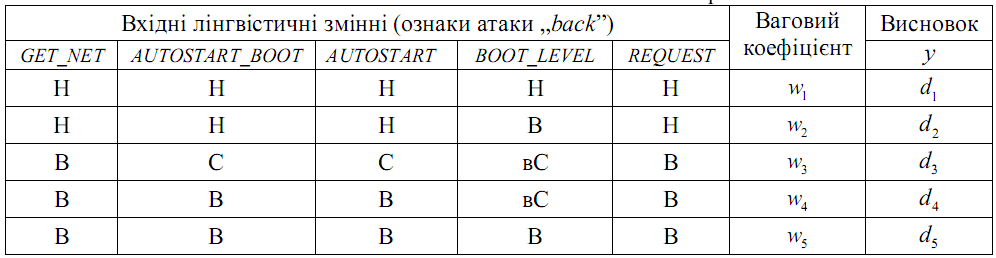 Вхідні лінгвістичні змінні (ознаки атаки „back”) Ваговий коефіцієнт Висновок
GET_NET AUTOSTART_BOOT AUTOSTART BOOT_LEVEL REQUEST y
Н Н Н Н Н w₁ d₁
Н Н Н В Н w₂ d₂
В С С вС В w₃ d₃
В В В вС В w₄ d₄
В В В В В w₅ d₅